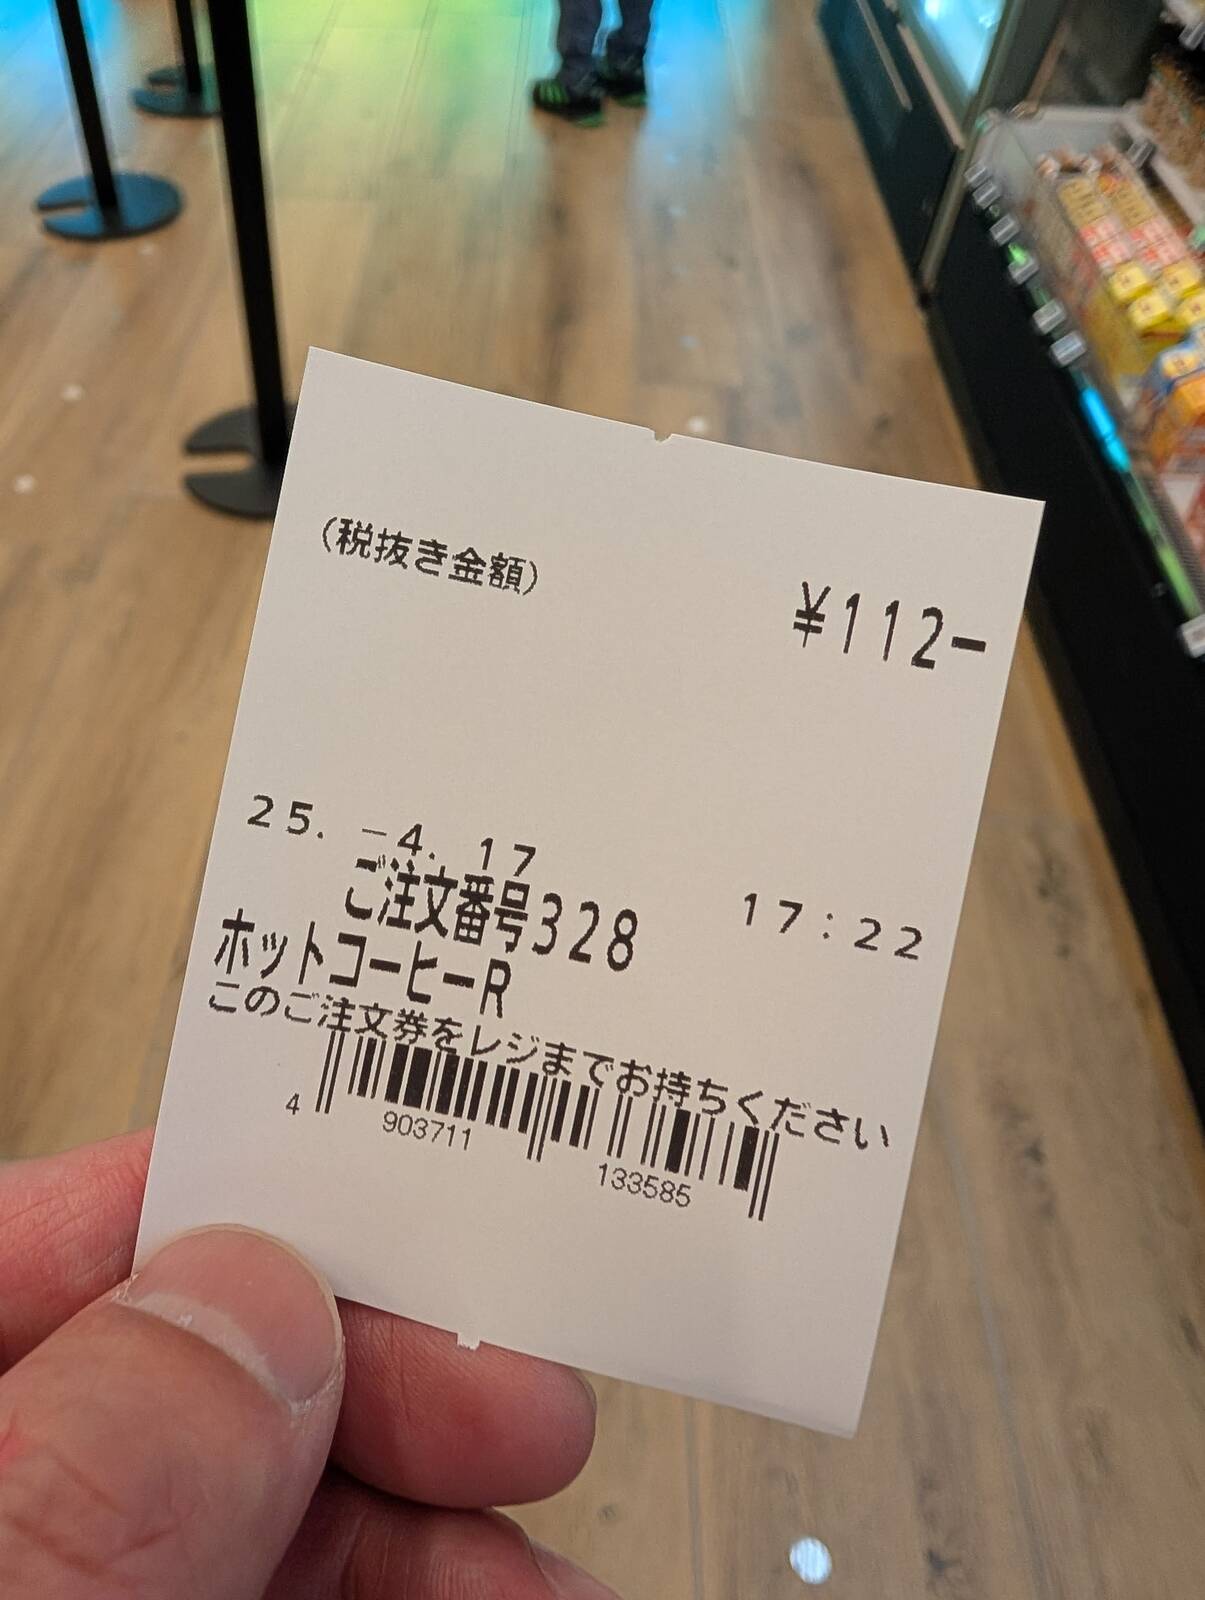 (税抜き金額)
¥112-
25. -4. 17
17:22
ご注文番号328
ホットコーヒーR
このご注文券をレジまでお持ちください
4 903711 133585